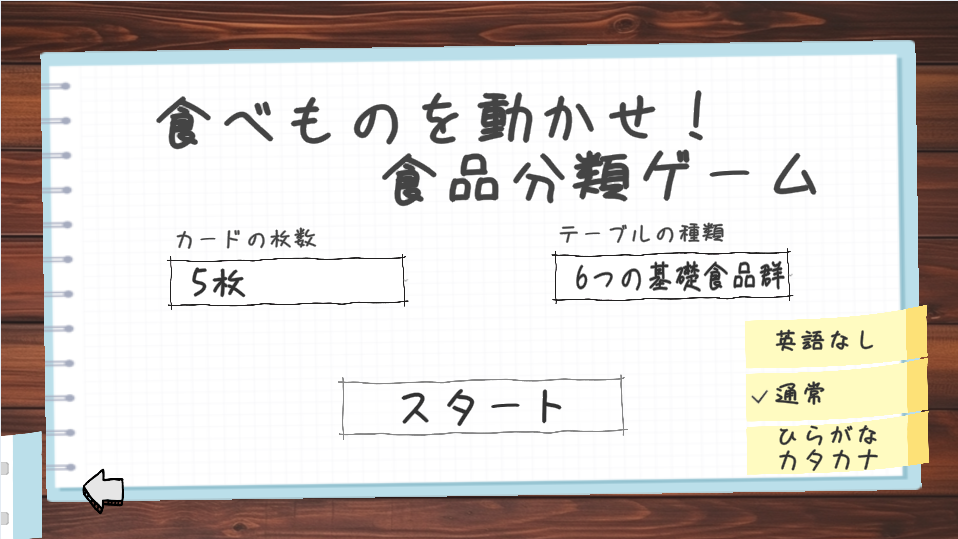 食べものを動かせ！
食品分類ゲーム
カードの枚数
テーブルの種類
5枚
6つの基礎食品群
英語なし
スタート
通常
ひらがな
カタカナ